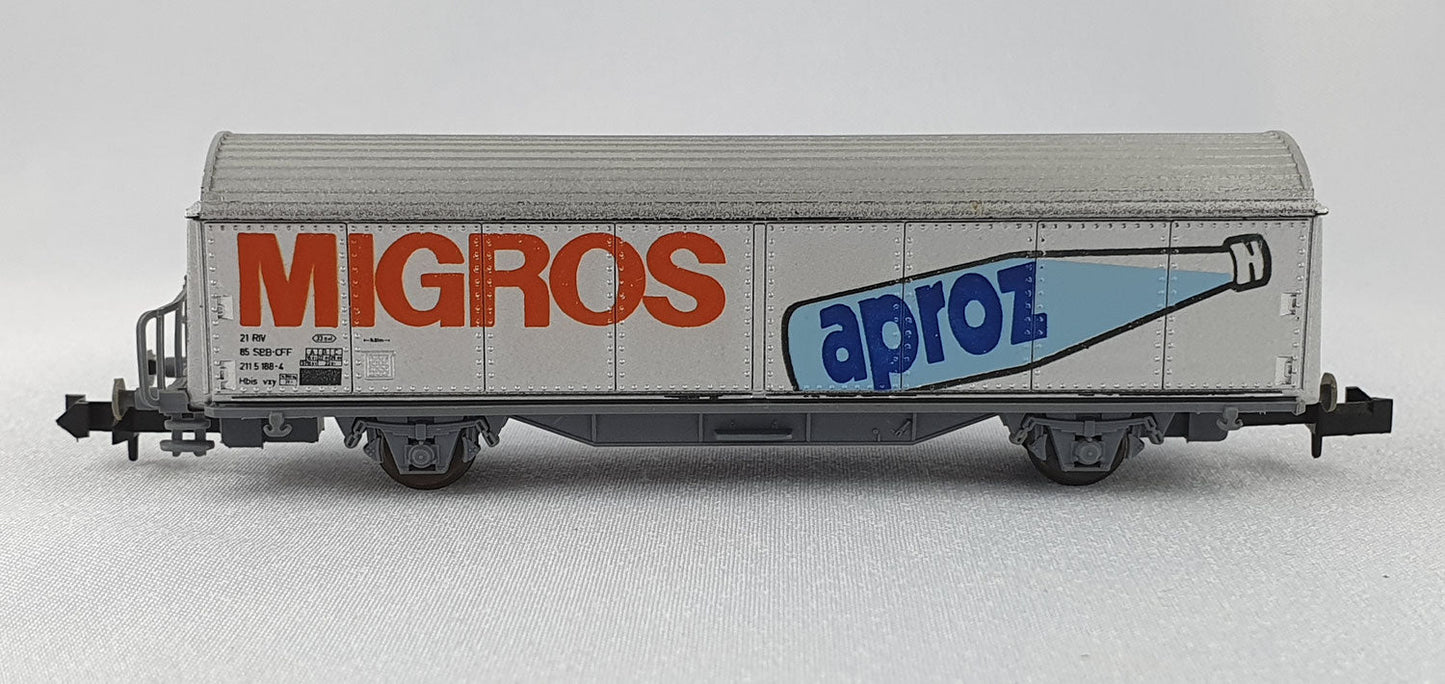 MIGROS
aproz
21 RIV
85 SBB-CFF
211 5 188-4
Hbis vxy